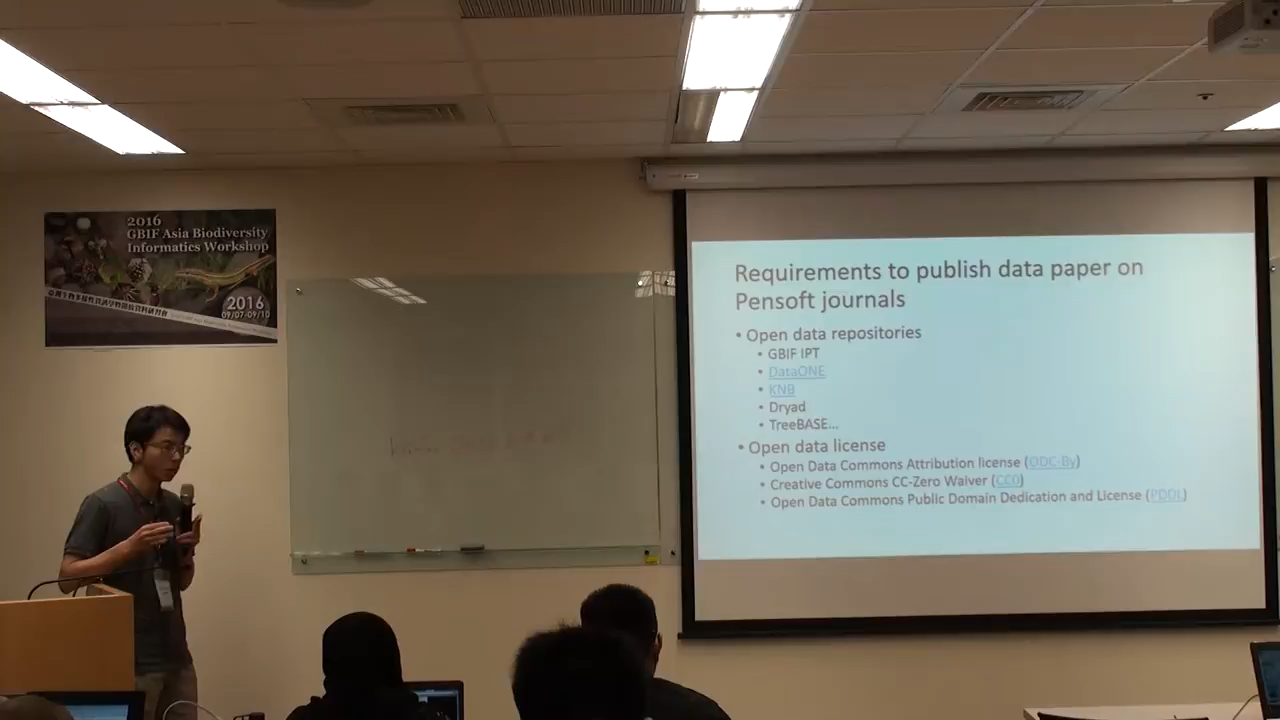 2016
GBIF Asia Biodiversity
Informatics Workshop
2016
09/07-09/10
Requirements to publish data paper on
Pensoft journals
• Open data repositories
• GBIF IPT
• DataONE
• KNB
• Dryad
• TreeBASE...
• Open data license
• Open Data Commons Attribution license (ODC-By)
• Creative Commons CC-Zero Waiver (CC0)
• Open Data Commons Public Domain Dedication and License (PDDL)